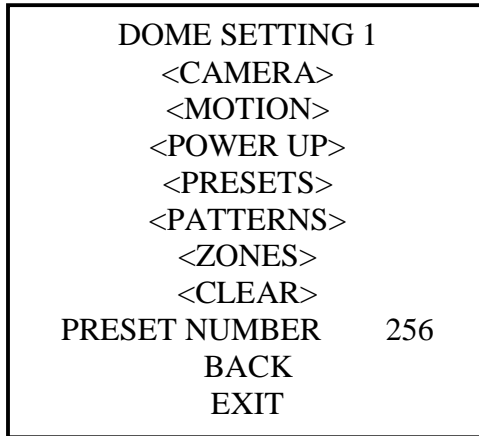 DOME SETTING 1
<CAMERA>
<MOTION>
<POWER UP>
<PRESETS>
<PATTERNS>
<ZONES>
<CLEAR>
PRESET NUMBER 256
BACK
EXIT